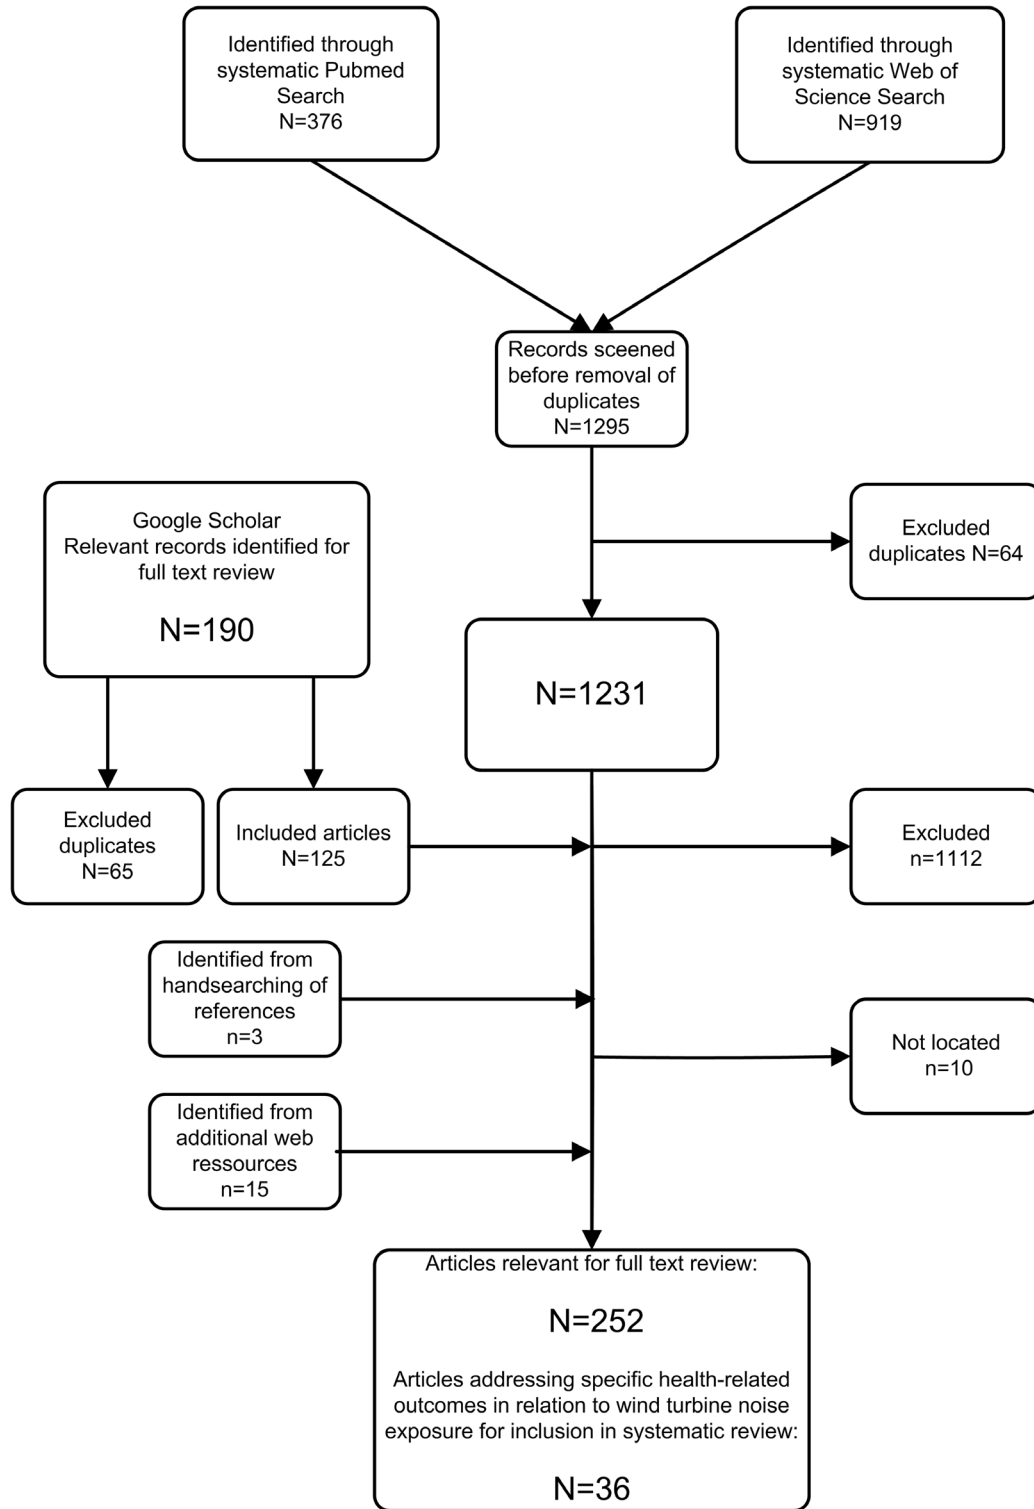 Identified through
systematic Pubmed
Search
N=376
Identified through
systematic Web of
Science Search
N=919
Records sceened
before removal of
duplicates
N=1295
Google Scholar
Relevant records identified for
full text review
N=190
Excluded
duplicates N=64
N=1231
Excluded
duplicates
N=65
Included articles
N=125
Excluded
n=1112
Identified from
handsearching of
references
n=3
Not located
n=10
Identified from
additional web
ressources
n=15
Articles relevant for full text review:
N=252
Articles addressing specific health-related
outcomes in relation to wind turbine noise
exposure for inclusion in systematic review:
N=36